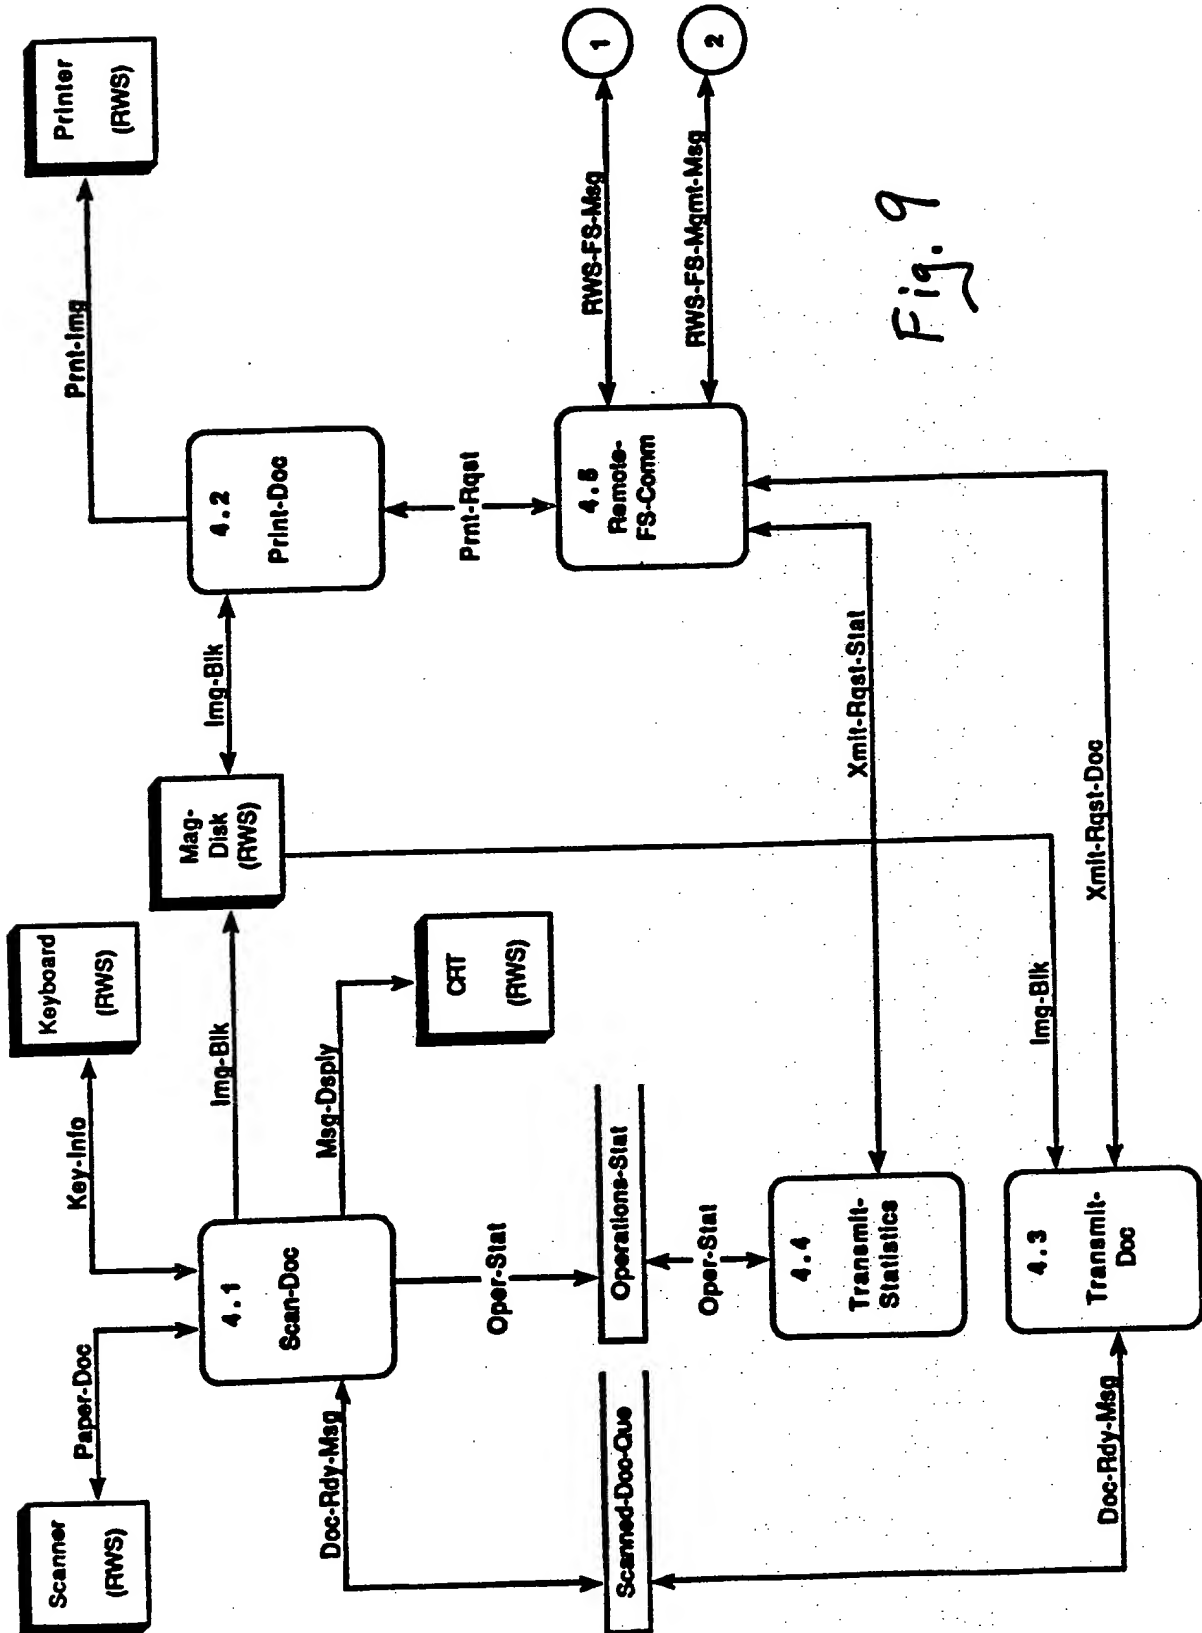 Scanner
(RWS)
Paper-Doc
Keyboard
(RWS)
Key-Info
Printer
(RWS)
Prnt-Img
4.1
Scan-Doc
Img-Blk
Mag-
Disk
(RWS)
Img-Blk
4.2
Print-Doc
Msg-Dsply
CRT
(RWS)
Doc-Rdy-Msg
Oper-Stat
Prnt-Rqst
Scanned-Doc-Que
Operations-Stat
4.5
Remote-
FS-Comm
RWS-FS-Msg
1
RWS-FS-Mgmt-Msg
2
Oper-Stat
4.4
Transmit-
Statistics
Xmit-Rqst-Stat
Doc-Rdy-Msg
4.3
Transmit-
Doc
Img-Blk
Xmit-Rqst-Doc
Fig. 9